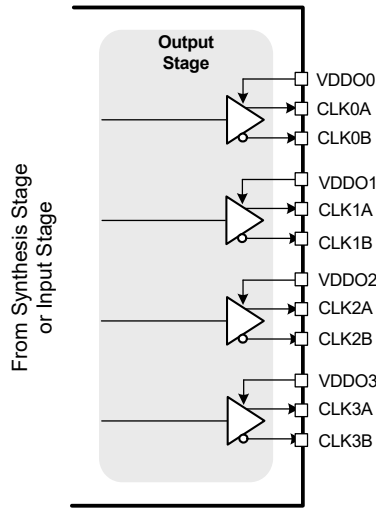 Output
Stage
VDDO0
CLK0A
CLK0B
VDDO1
CLK1A
CLK1B
VDDO2
CLK2A
CLK2B
VDDO3
CLK3A
CLK3B
From Synthesis Stage
or Input Stage